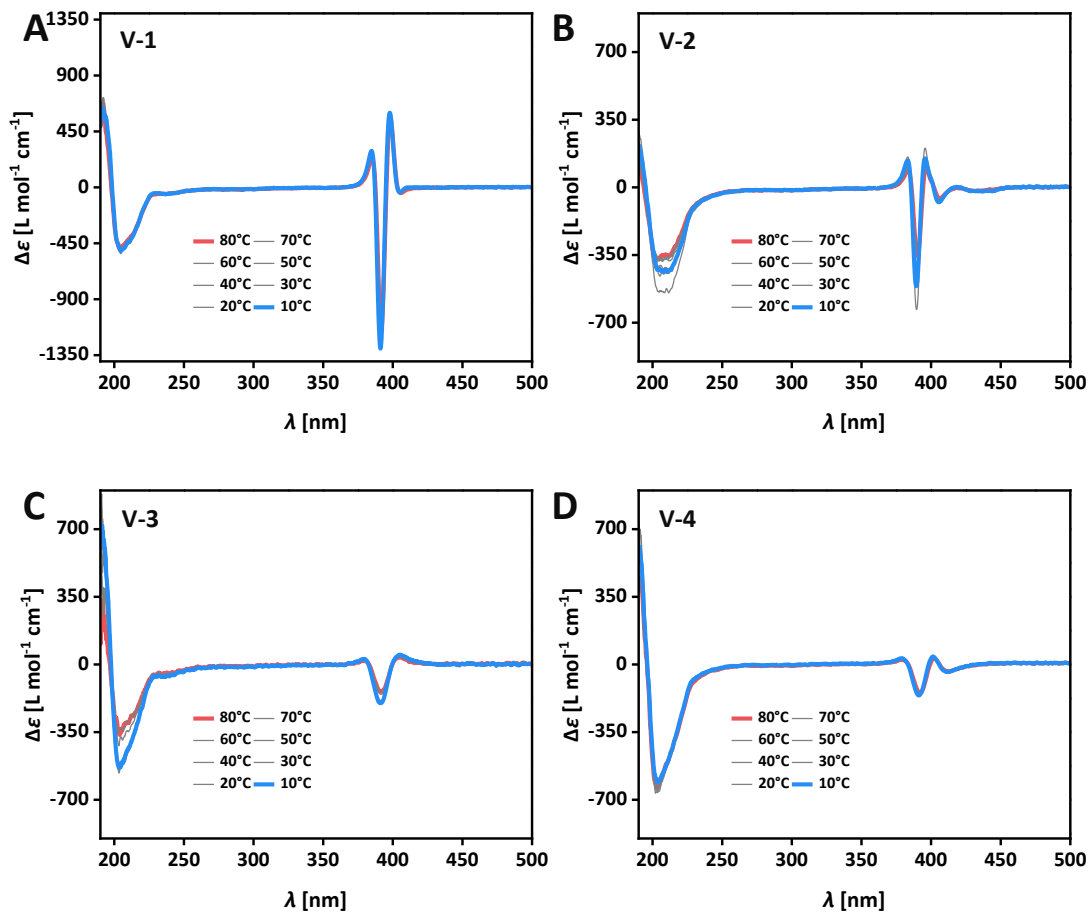 A
V-1
1350
900
450
0
-450
-900
-1350
Δε [L mol⁻¹ cm⁻¹]
80°C 70°C
60°C 50°C
40°C 30°C
20°C 10°C
200 250 300 350 400 450 500
λ [nm]
B
V-2
700
350
0
-350
-700
Δε [L mol⁻¹ cm⁻¹]
80°C 70°C
60°C 50°C
40°C 30°C
20°C 10°C
200 250 300 350 400 450 500
λ [nm]
C
V-3
700
350
0
-350
-700
Δε [L mol⁻¹ cm⁻¹]
80°C 70°C
60°C 50°C
40°C 30°C
20°C 10°C
200 250 300 350 400 450 500
λ [nm]
D
V-4
700
350
0
-350
-700
Δε [L mol⁻¹ cm⁻¹]
80°C 70°C
60°C 50°C
40°C 30°C
20°C 10°C
200 250 300 350 400 450 500
λ [nm]